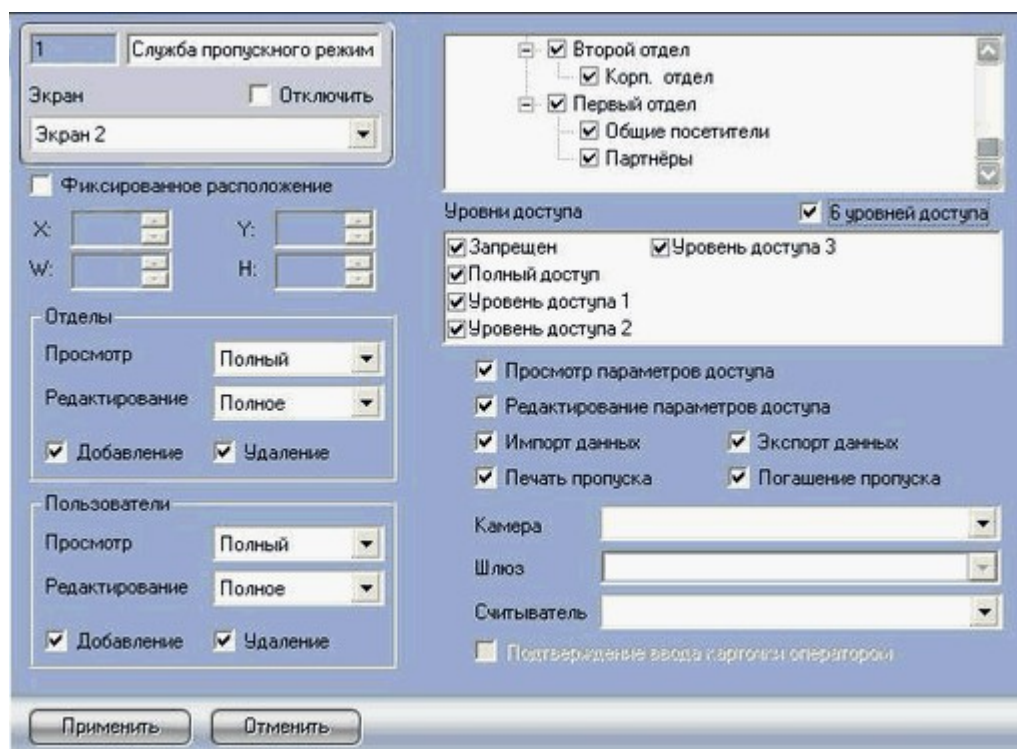 1 Служба пропускного режим
Экран Отключить
Экран 2
Фиксированное расположение
X: Y:
W: H:
Отделы
Просмотр Полный
Редактирование Полное
Добавление Удаление
Пользователи
Просмотр Полный
Редактирование Полное
Добавление Удаление
Второй отдел
Корп. отдел
Первый отдел
Общие посетители
Партнёры
Уровни доступа 6 уровней доступа
Запрещен Уровень доступа 3
Полный доступ
Уровень доступа 1
Уровень доступа 2
Просмотр параметров доступа
Редактирование параметров доступа
Импорт данных Экспорт данных
Печать пропуска Погашение пропуска
Камера
Шлюз
Считыватель
Подтверждение ввода карточки оператором
Применить Отменить